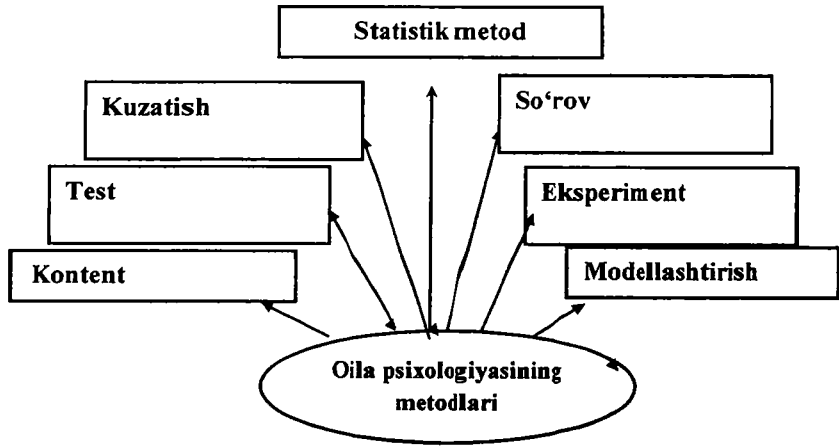 Statistik metod
Kuzatish
So‘rov
Test
Eksperiment
Kontent
Modellashtirish
Oila psixologiyasining
metodlari